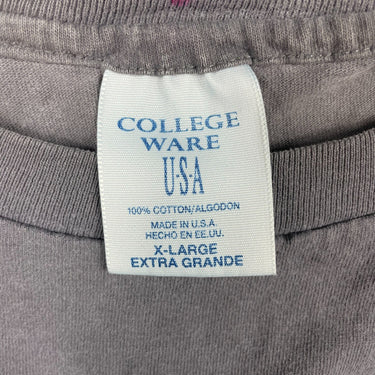 COLLEGE
WARE
U·S·A
100% COTTON/ALGODON
MADE IN U.S.A.
HECHO EN EE.UU.
X-LARGE
EXTRA GRANDE